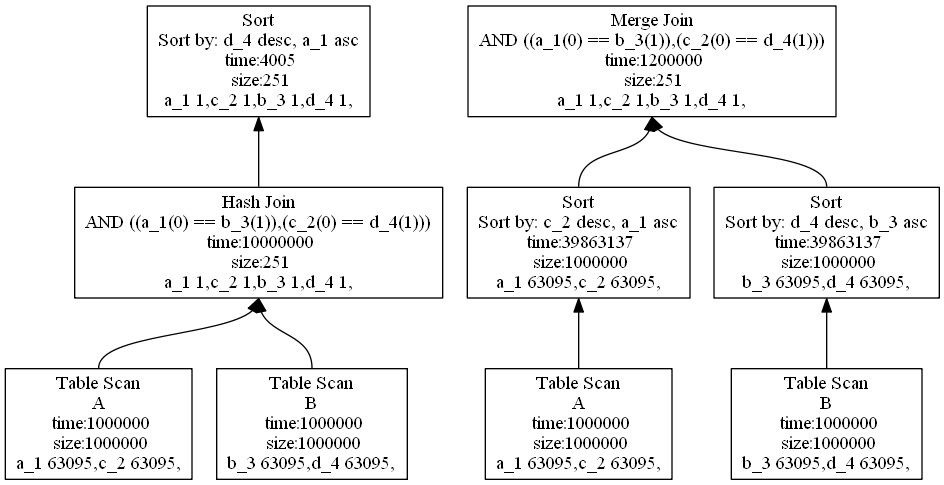 Sort
Sort by: d_4 desc, a_1 asc
time:4005
size:251
a_1 1,c_2 1,b_3 1,d_4 1,
Merge Join
AND ((a_1(0) == b_3(1)),(c_2(0) == d_4(1)))
time:1200000
size:251
a_1 1,c_2 1,b_3 1,d_4 1,
Hash Join
AND ((a_1(0) == b_3(1)),(c_2(0) == d_4(1)))
time:10000000
size:251
a_1 1,c_2 1,b_3 1,d_4 1,
Sort
Sort by: c_2 desc, a_1 asc
time:39863137
size:1000000
a_1 63095,c_2 63095,
Sort
Sort by: d_4 desc, b_3 asc
time:39863137
size:1000000
b_3 63095,d_4 63095,
Table Scan
A
time:1000000
size:1000000
a_1 63095,c_2 63095,
Table Scan
B
time:1000000
size:1000000
b_3 63095,d_4 63095,
Table Scan
A
time:1000000
size:1000000
a_1 63095,c_2 63095,
Table Scan
B
time:1000000
size:1000000
b_3 63095,d_4 63095,